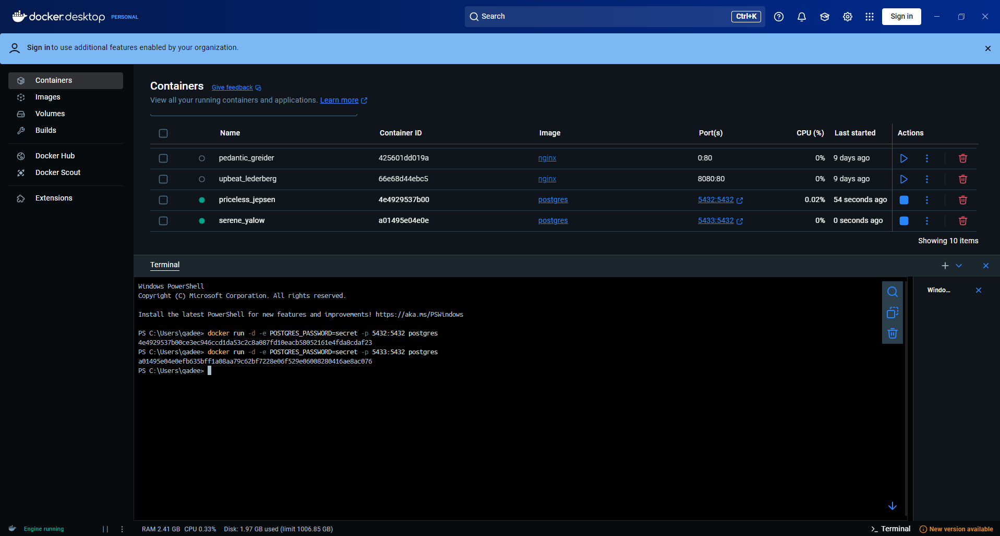 docker.desktop PERSONAL
Search Ctrl+K
Sign in
Sign in to use additional features enabled by your organization.
Containers
Images
Volumes
Builds
Docker Hub
Docker Scout
Extensions
Containers Give feedback
View all your running containers and applications. Learn more
Name Container ID Image Port(s) CPU (%) Last started Actions
pedantic_greider 425601dd019a nginx 0:80 0% 9 days ago
upbeat_lederberg 66e68d44ebc5 nginx 8080:80 0% 9 days ago
priceless_jepsen 4e4929537b00 postgres 5432:5432 0.02% 54 seconds ago
serene_yalow a01495e04e0e postgres 5433:5432 0% 0 seconds ago
Showing 10 items
Terminal
Windows PowerShell
Copyright (C) Microsoft Corporation. All rights reserved.
Install the latest PowerShell for new features and improvements! https://aka.ms/PSWindows
PS C:\Users\qadee> docker run -d -e POSTGRES_PASSWORD=secret -p 5432:5432 postgres
4e4929537b00ce3ec946ccd1da53c2c8a087fd10eacb58052161e4fda8cdaf23
PS C:\Users\qadee> docker run -d -e POSTGRES_PASSWORD=secret -p 5433:5432 postgres
a01495e04e0efb635bff1a08aa79c62bf7228e06f529e06008280416ae8ac076
PS C:\Users\qadee>
Windo...
Engine running
RAM 2.41 GB CPU 0.33% Disk: 1.97 GB used (limit 1006.85 GB)
Terminal
New version available